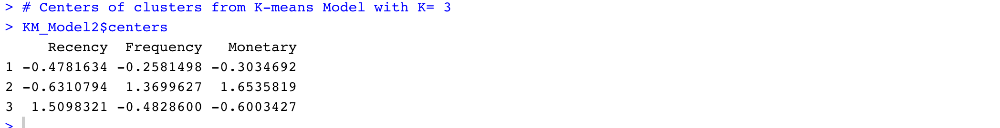 > # Centers of clusters from K-means Model with K= 3
> KM_Model2$centers
     Recency  Frequency   Monetary
1 -0.4781634 -0.2581498 -0.3034692
2 -0.6310794  1.3699627  1.6535819
3  1.5098321 -0.4828600 -0.6003427
>